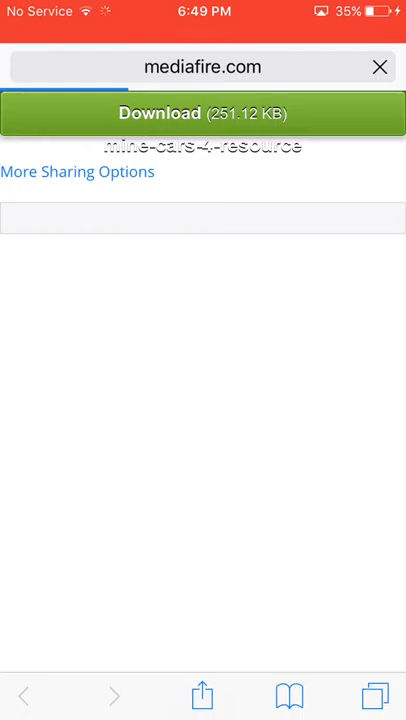 No Service 6:49 PM 35%
mediafire.com
Download (251.12 KB)
mine-cars-4-resource
More Sharing Options